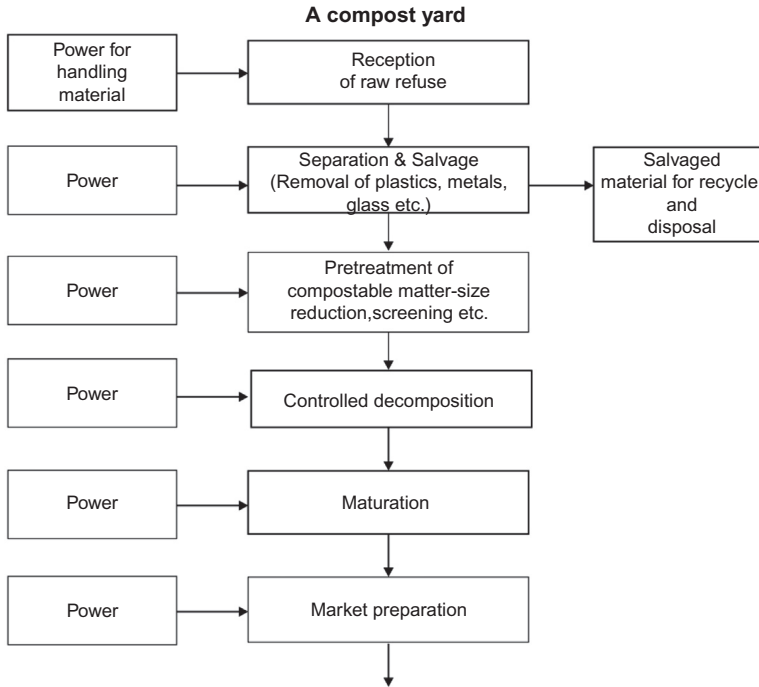 A compost yard
Power for
handling
material
Reception
of raw refuse
Power
Separation & Salvage
(Removal of plastics, metals,
glass etc.)
Salvaged
material for recycle
and
disposal
Power
Pretreatment of
compostable matter-size
reduction,screening etc.
Power
Controlled decomposition
Power
Maturation
Power
Market preparation